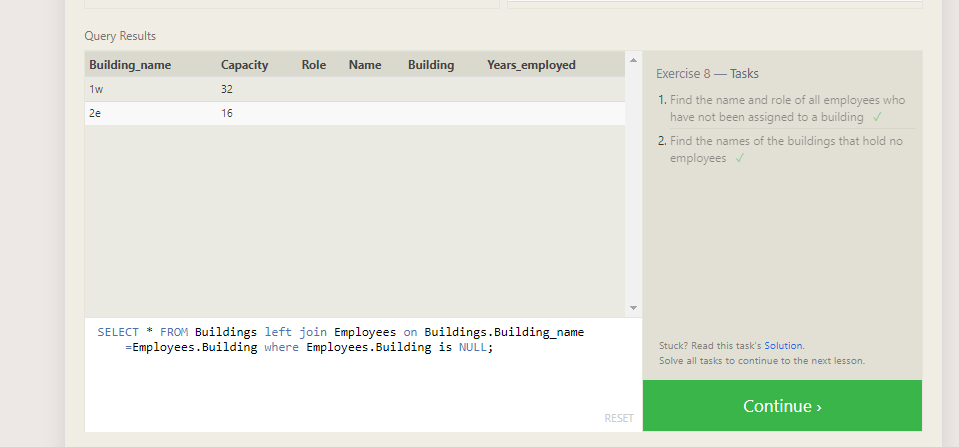 Query Results
Building_name Capacity Role Name Building Years_employed
1w 32
2e 16
SELECT * FROM Buildings left join Employees on Buildings.Building_name
=Employees.Building where Employees.Building is NULL;
RESET
Exercise 8 — Tasks
1. Find the name and role of all employees who
have not been assigned to a building ✓
2. Find the names of the buildings that hold no
employees ✓
Stuck? Read this task's Solution.
Solve all tasks to continue to the next lesson.
Continue ›